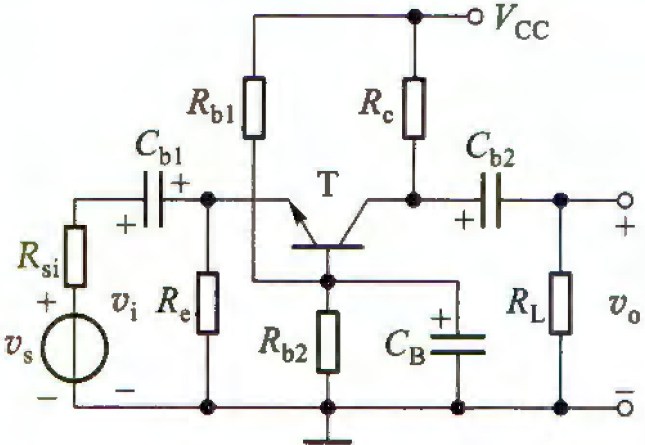 V_CC
R_b1
R_c
C_b1
C_b2
T
+
+
+
+
R_si
+
v_i
R_e
R_b2
+
C_B
R_L
v_o
v_s
−
−
−